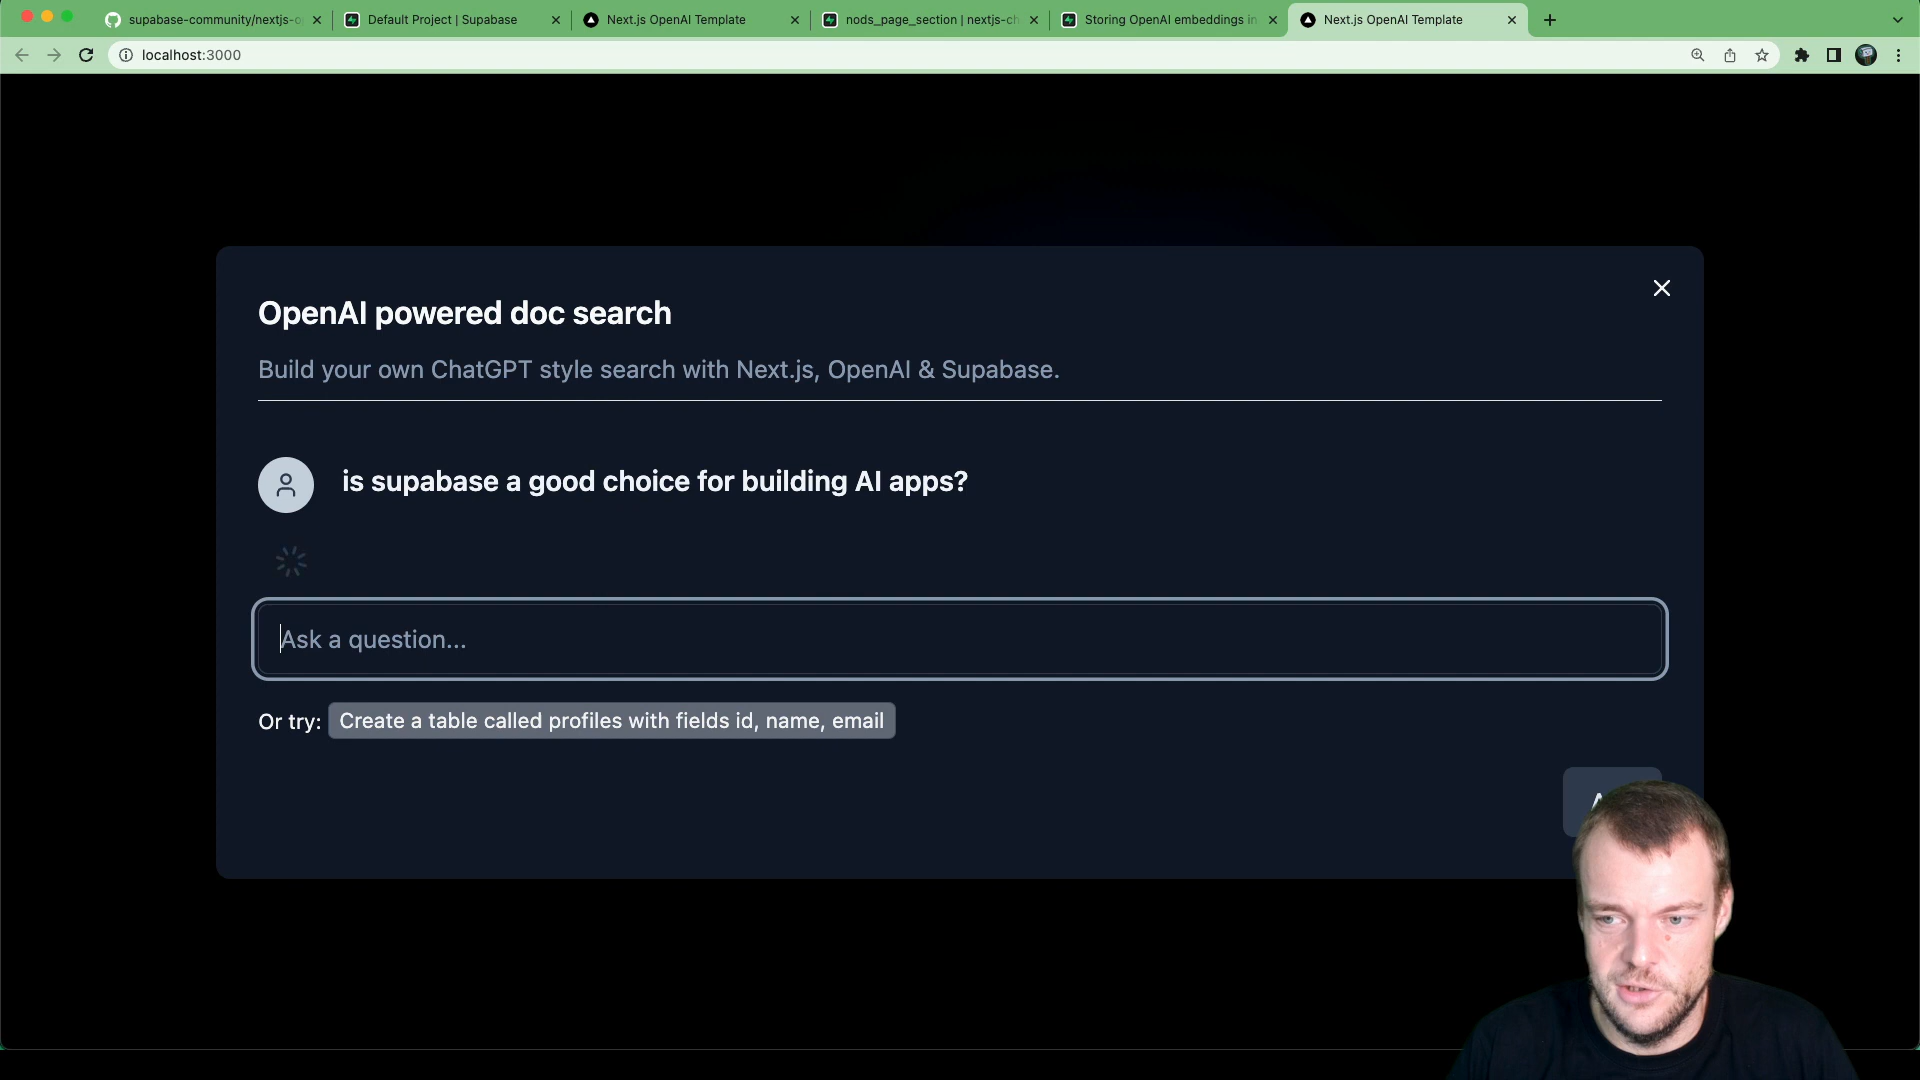 supabase-community/nextjs-o
Default Project | Supabase
Next.js OpenAI Template
nods_page_section | nextjs-ch
Storing OpenAI embeddings in
Next.js OpenAI Template
localhost:3000
OpenAI powered doc search
Build your own ChatGPT style search with Next.js, OpenAI & Supabase.
is supabase a good choice for building AI apps?
Ask a question...
Or try: Create a table called profiles with fields id, name, email